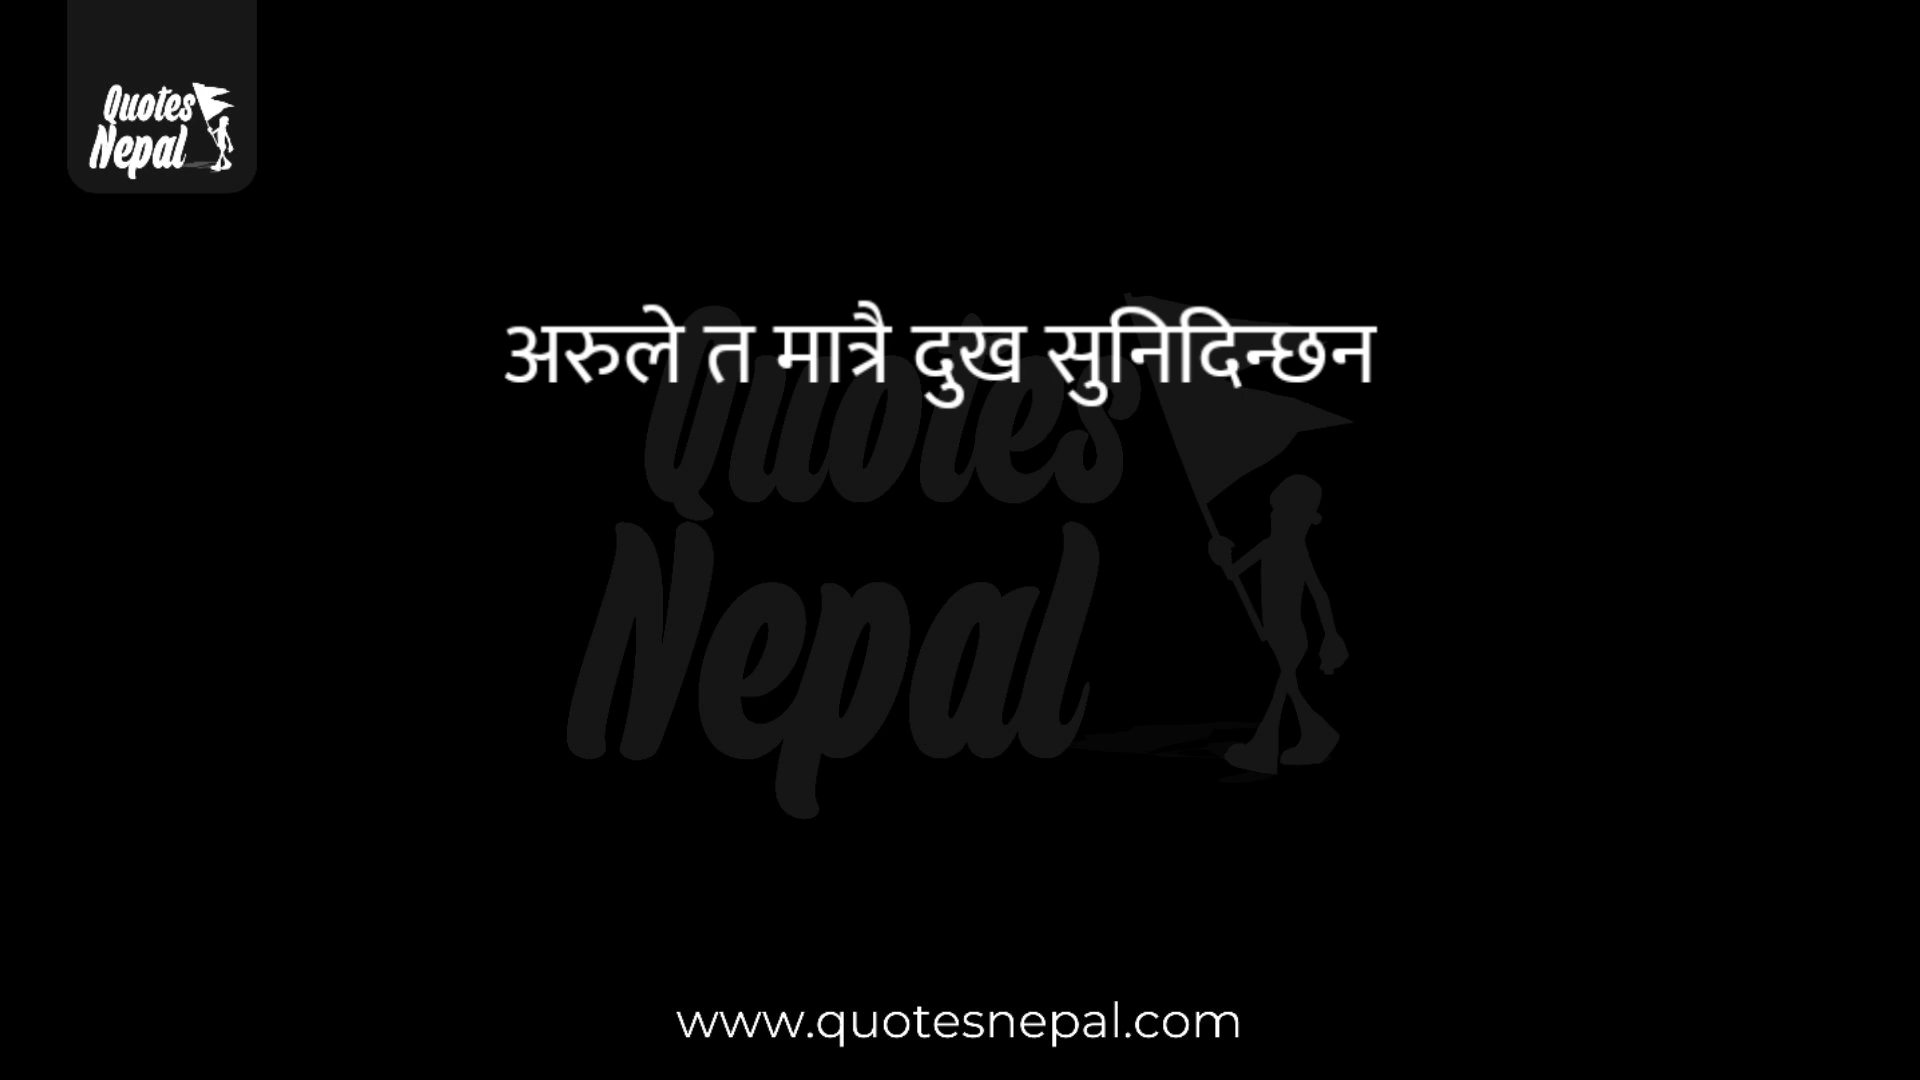 Quotes
Nepal
अरुले त मात्रै दुख सुनिदिन्छन
Quotes
Nepal
www.quotesnepal.com